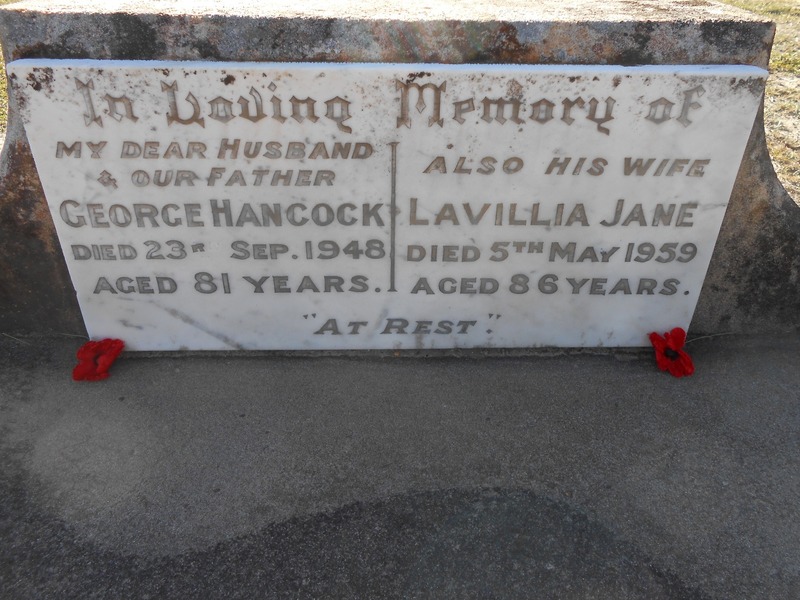 In Loving Memory of
MY DEAR HUSBAND
& OUR FATHER
GEORGE HANCOCK
DIED 23RD SEP. 1948
AGED 81 YEARS.
ALSO HIS WIFE
LAVILLIA JANE
DIED 5TH MAY 1959
AGED 86 YEARS.
"AT REST."